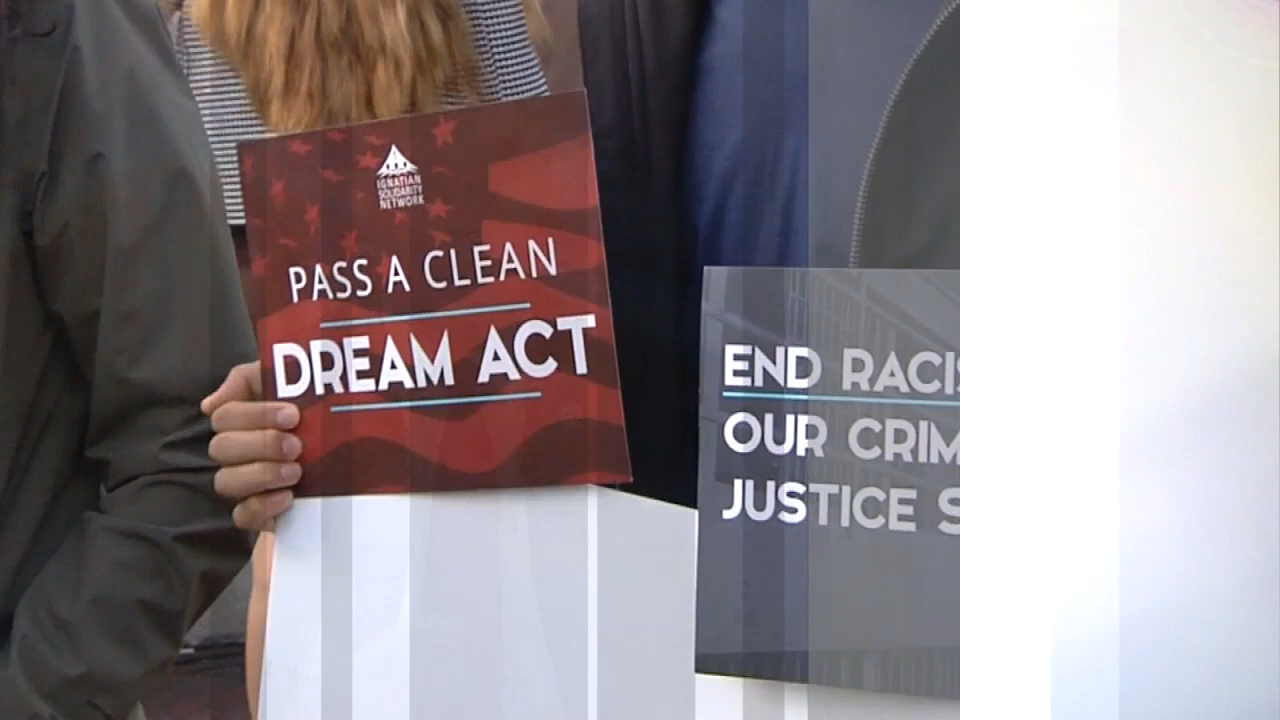 IGNATIAN
SOLIDARITY
NETWORK
PASS A CLEAN
DREAM ACT
END RACIS
OUR CRIM
JUSTICE S